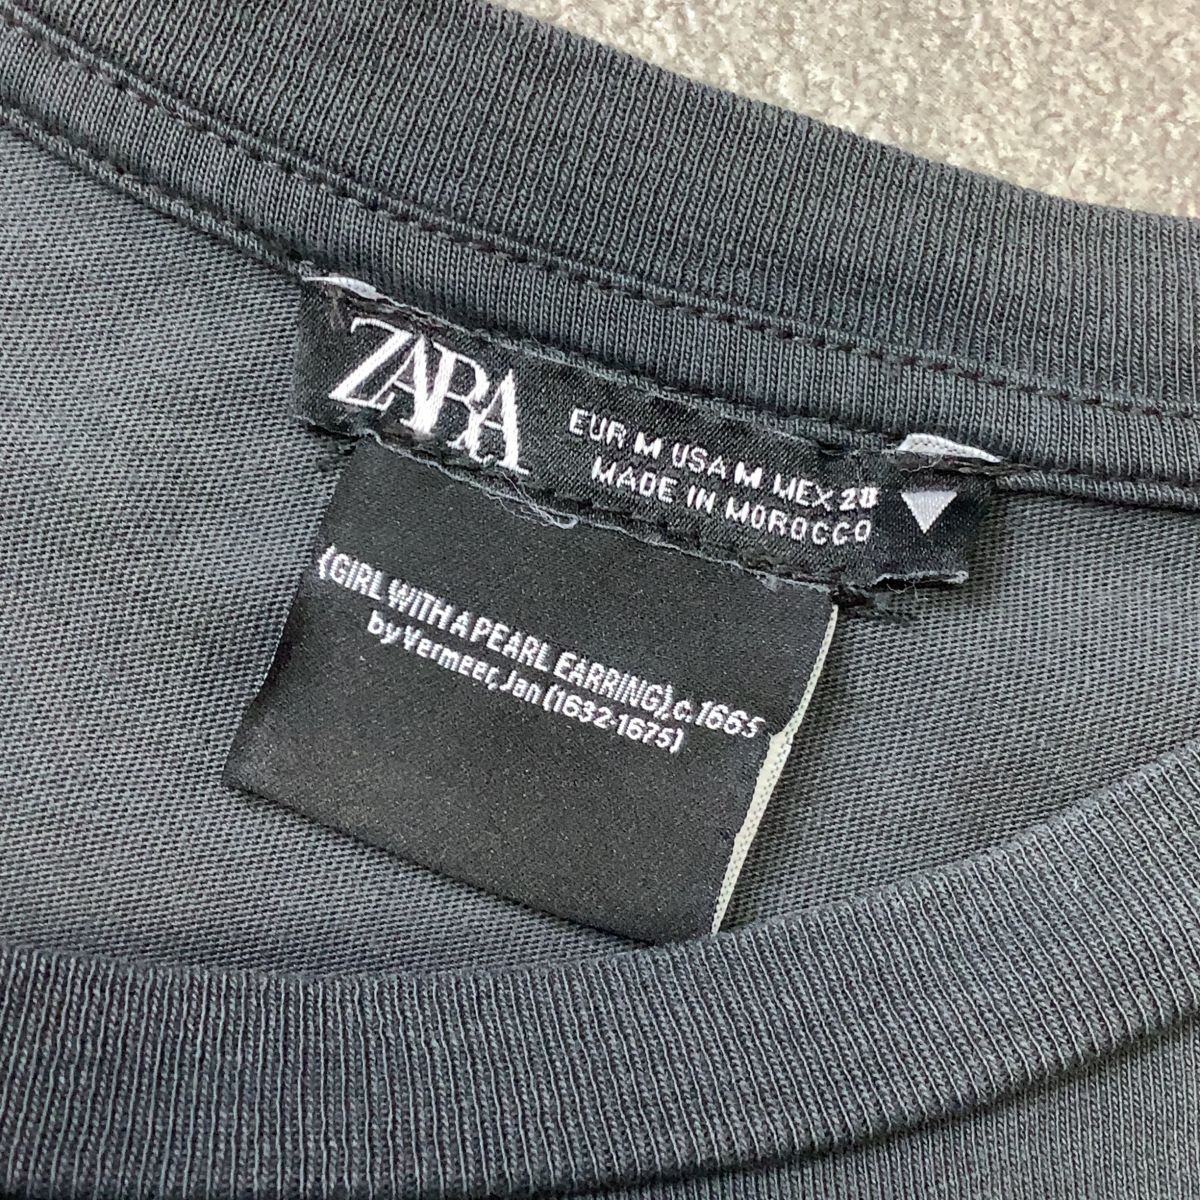 ZARA
EUR M USA M MEX 28
MADE IN MOROCCO
(GIRL WITH A PEARL EARRING), c.1665
by Vermeer, Jan (1632-1675)